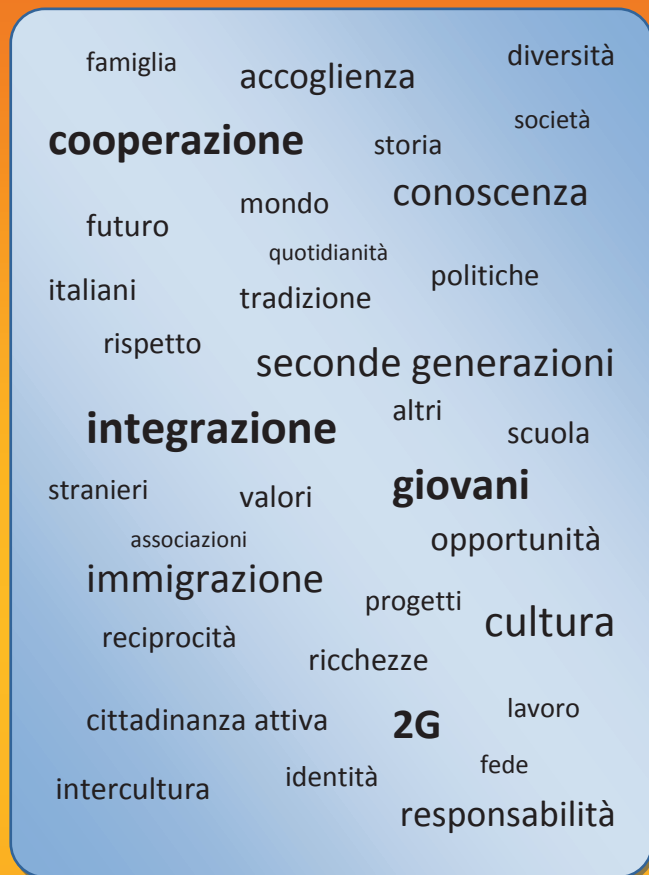 famiglia
accoglienza
diversità
cooperazione
storia
società
futuro
mondo
conoscenza
quotidianità
italiani
tradizione
politiche
rispetto
seconde generazioni
integrazione
altri
scuola
stranieri
valori
giovani
associazioni
opportunità
immigrazione
progetti
cultura
reciprocità
ricchezze
cittadinanza attiva
2G
lavoro
intercultura
identità
fede
responsabilità